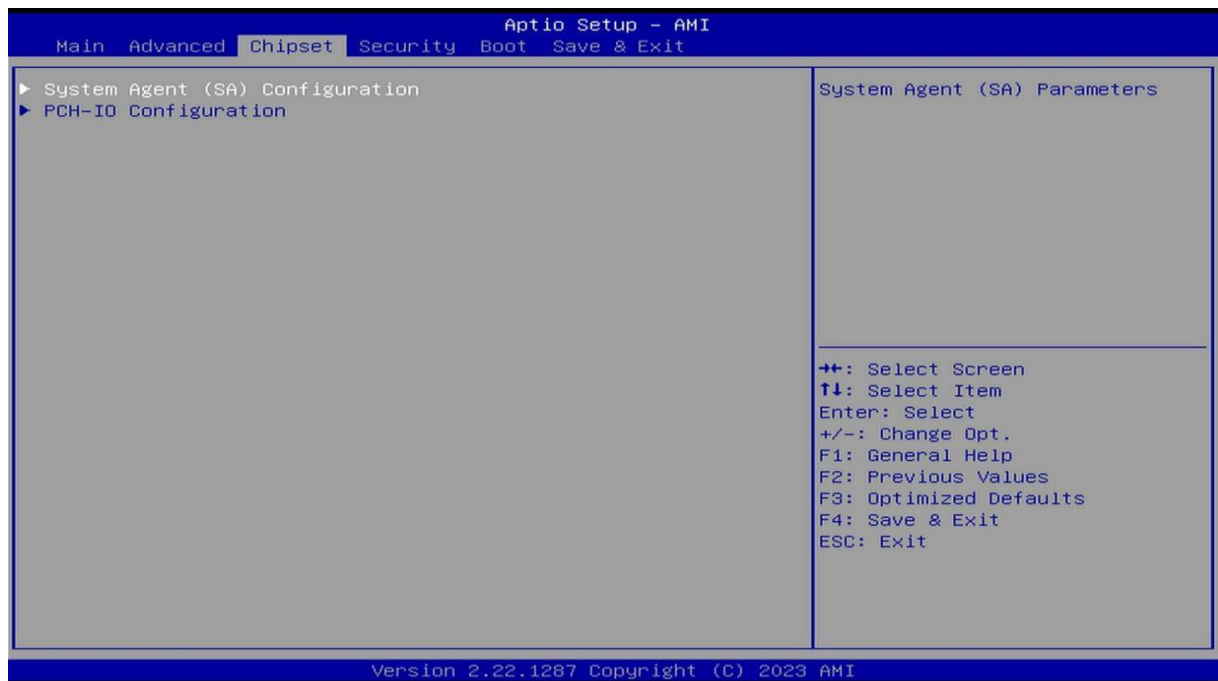 Aptio Setup – AMI
Main Advanced Chipset Security Boot Save & Exit
► System Agent (SA) Configuration
► PCH-IO Configuration
System Agent (SA) Parameters
→←: Select Screen
↑↓: Select Item
Enter: Select
+/-: Change Opt.
F1: General Help
F2: Previous Values
F3: Optimized Defaults
F4: Save & Exit
ESC: Exit
Version 2.22.1287 Copyright (C) 2023 AMI